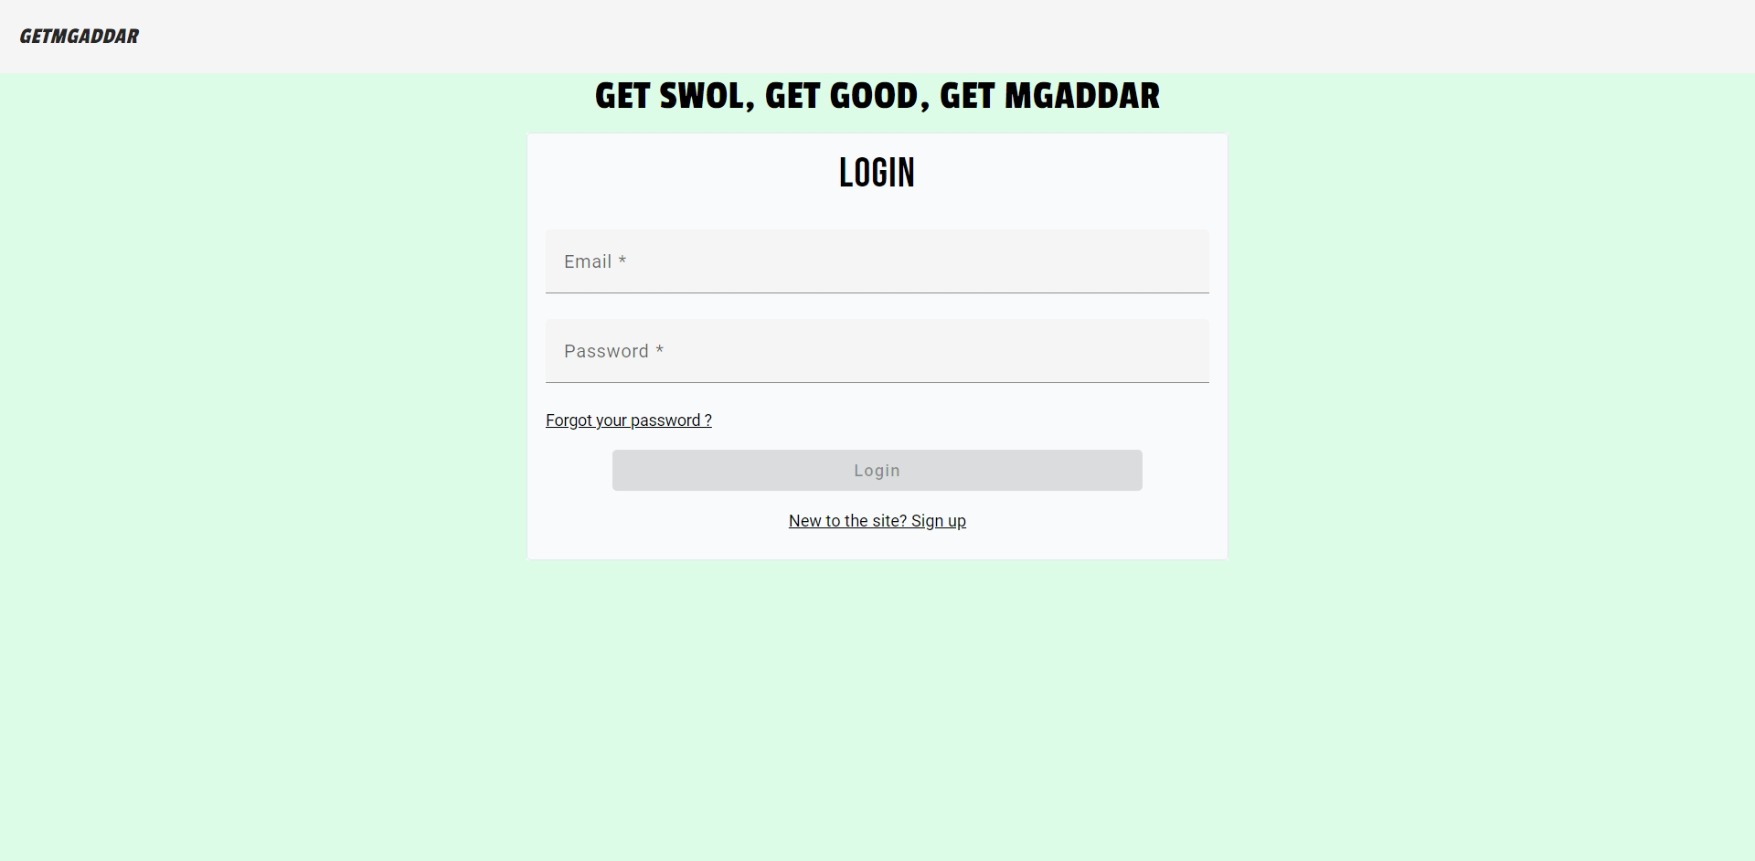 GETMGADDAR
GET SWOL, GET GOOD, GET MGADDAR
LOGIN
Email *
Password *
Forgot your password ?
Login
New to the site? Sign up